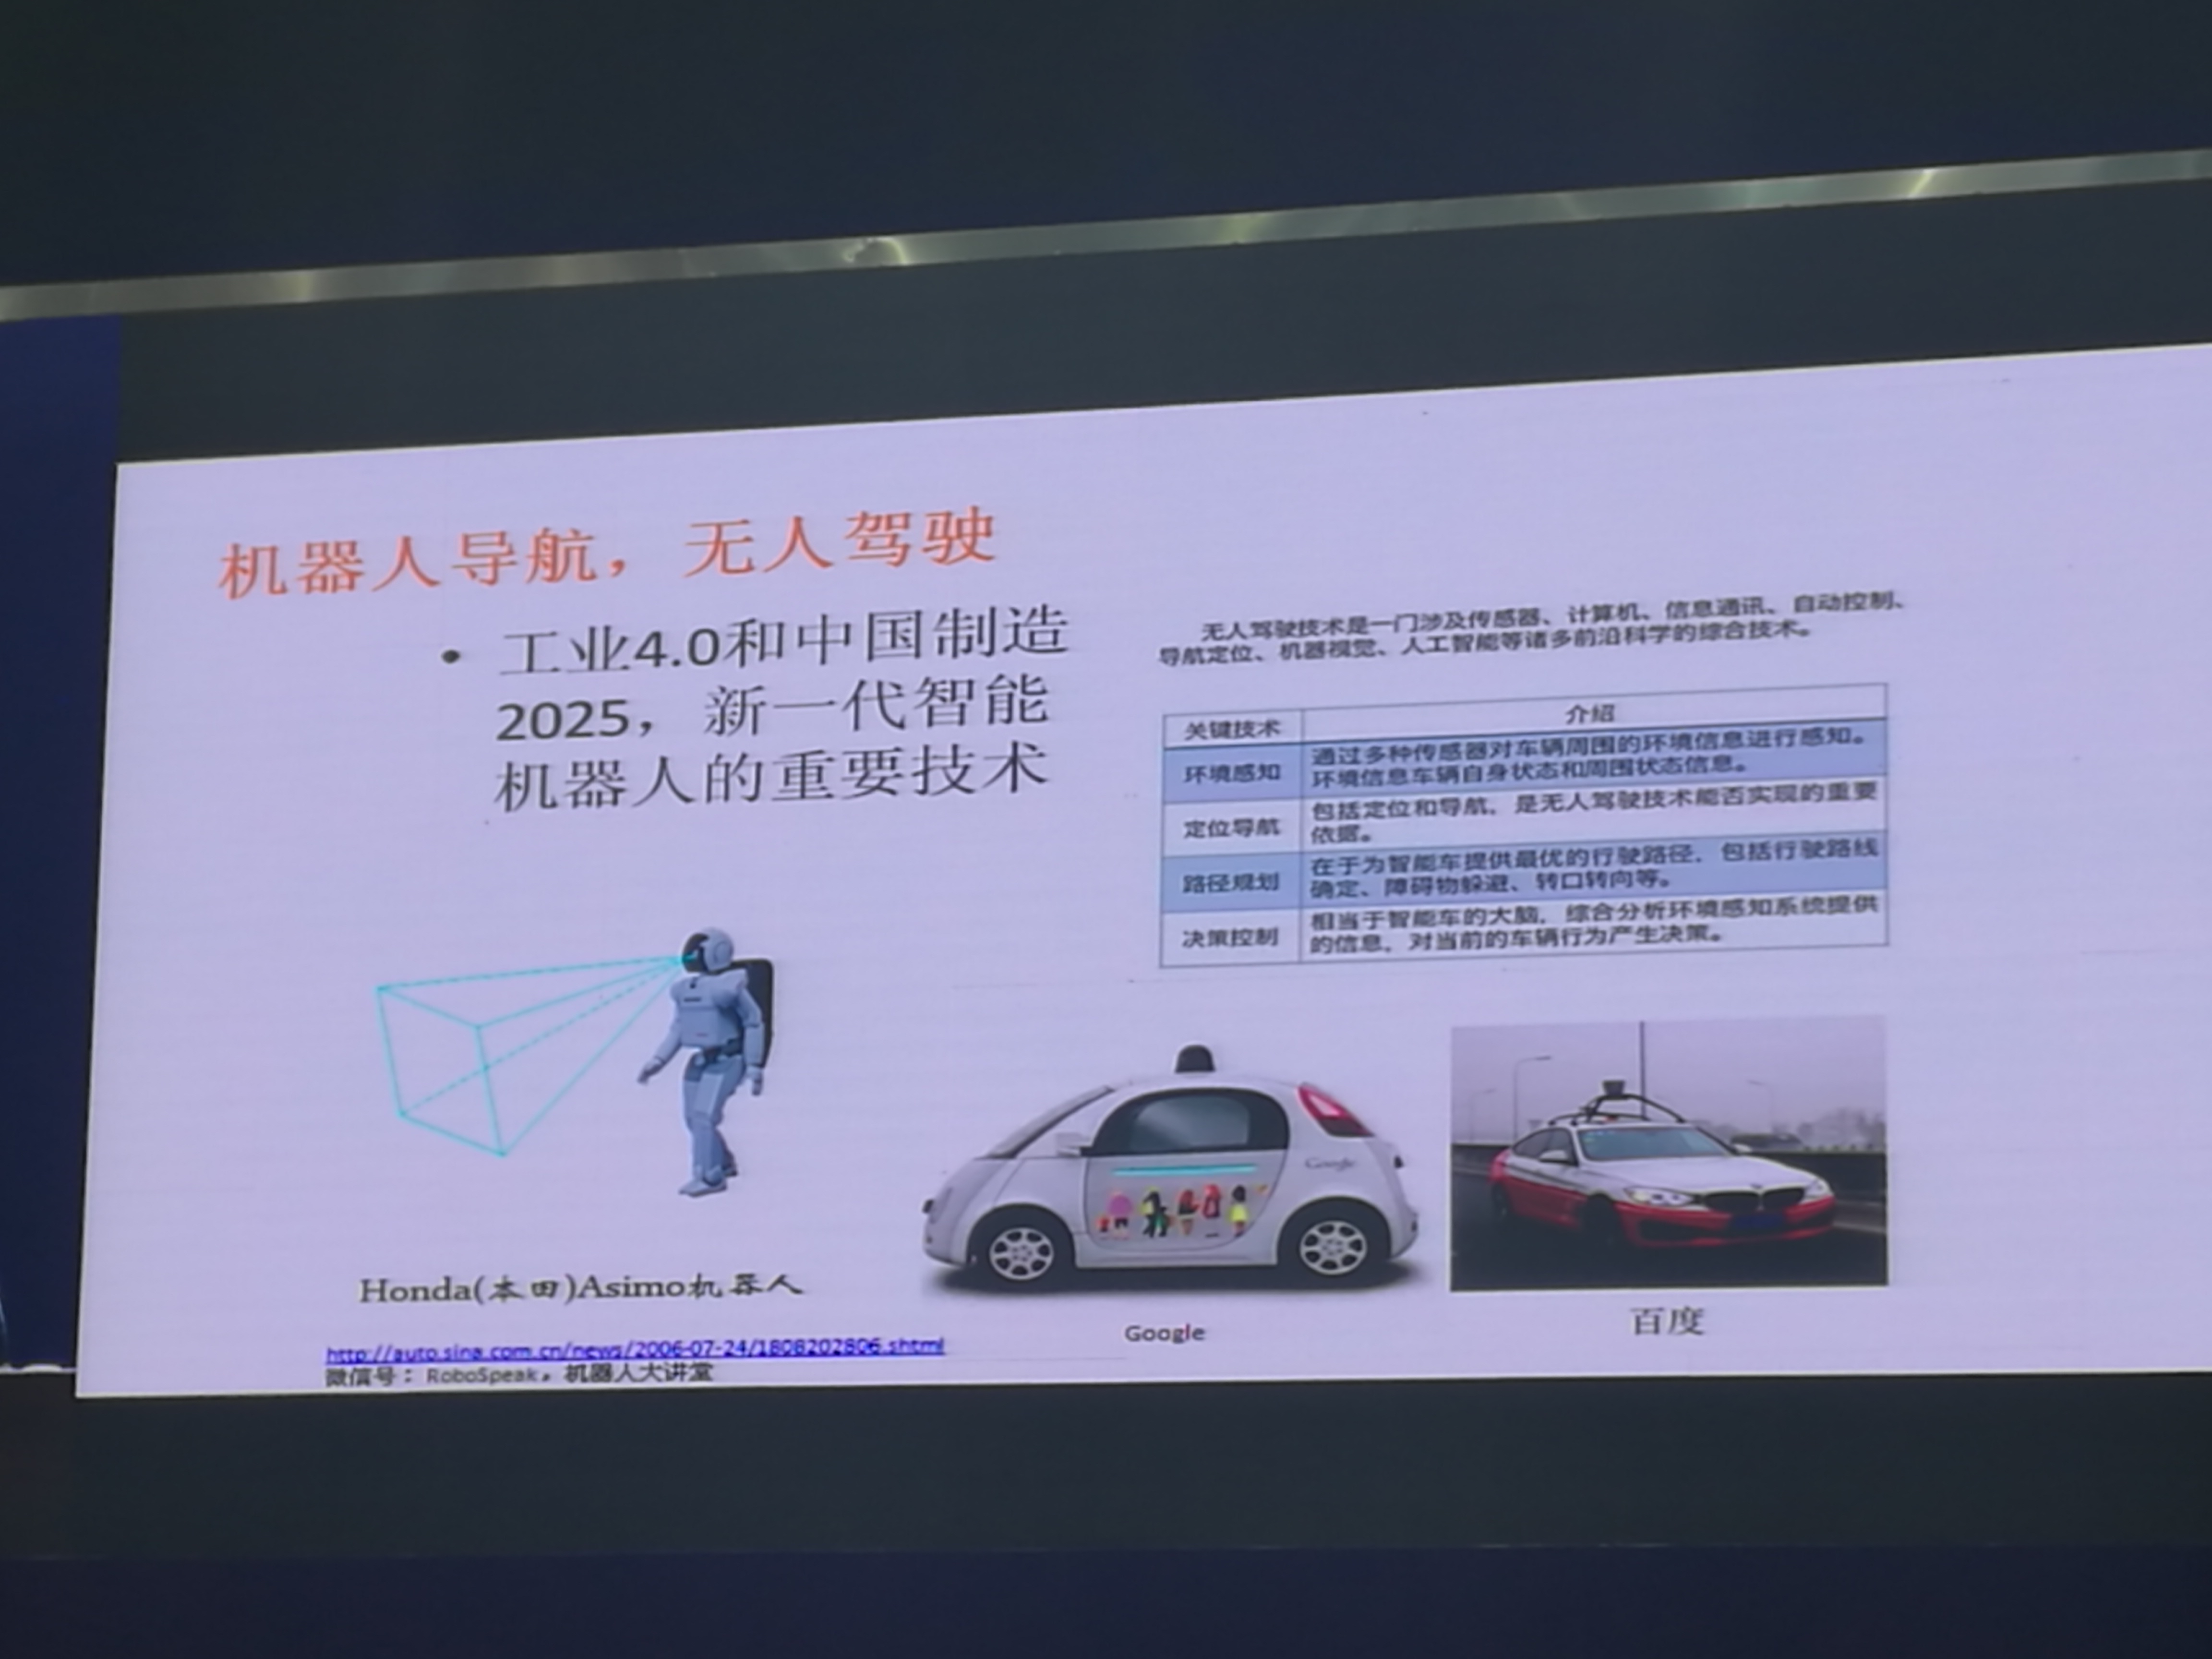 机器人导航，无人驾驶
• 工业4.0和中国制造
2025，新一代智能
机器人的重要技术
无人驾驶技术是一门涉及传感器、计算机、信息通讯、自动控制、
导航定位、机器视觉、人工智能等诸多前沿科学的综合技术。
关键技术 介绍
环境感知 通过多种传感器对车辆周围的环境信息进行感知。
环境信息车辆自身状态和周围状态信息。
定位导航 包括定位和导航，是无人驾驶技术能否实现的重要
依据。
路径规划 在于为智能车提供最优的行驶路径，包括行驶路线
确定、障碍物躲避、转口转向等。
决策控制 相当于智能车的大脑，综合分析环境感知系统提供
的信息，对当前的车辆行为产生决策。
Google
Honda(本田)Asimo机器人
Google
百度
http://auto.sina.com.cn/news/2006-07-24/1808202806.shtml
微信号：RoboSpeak，机器人大讲堂